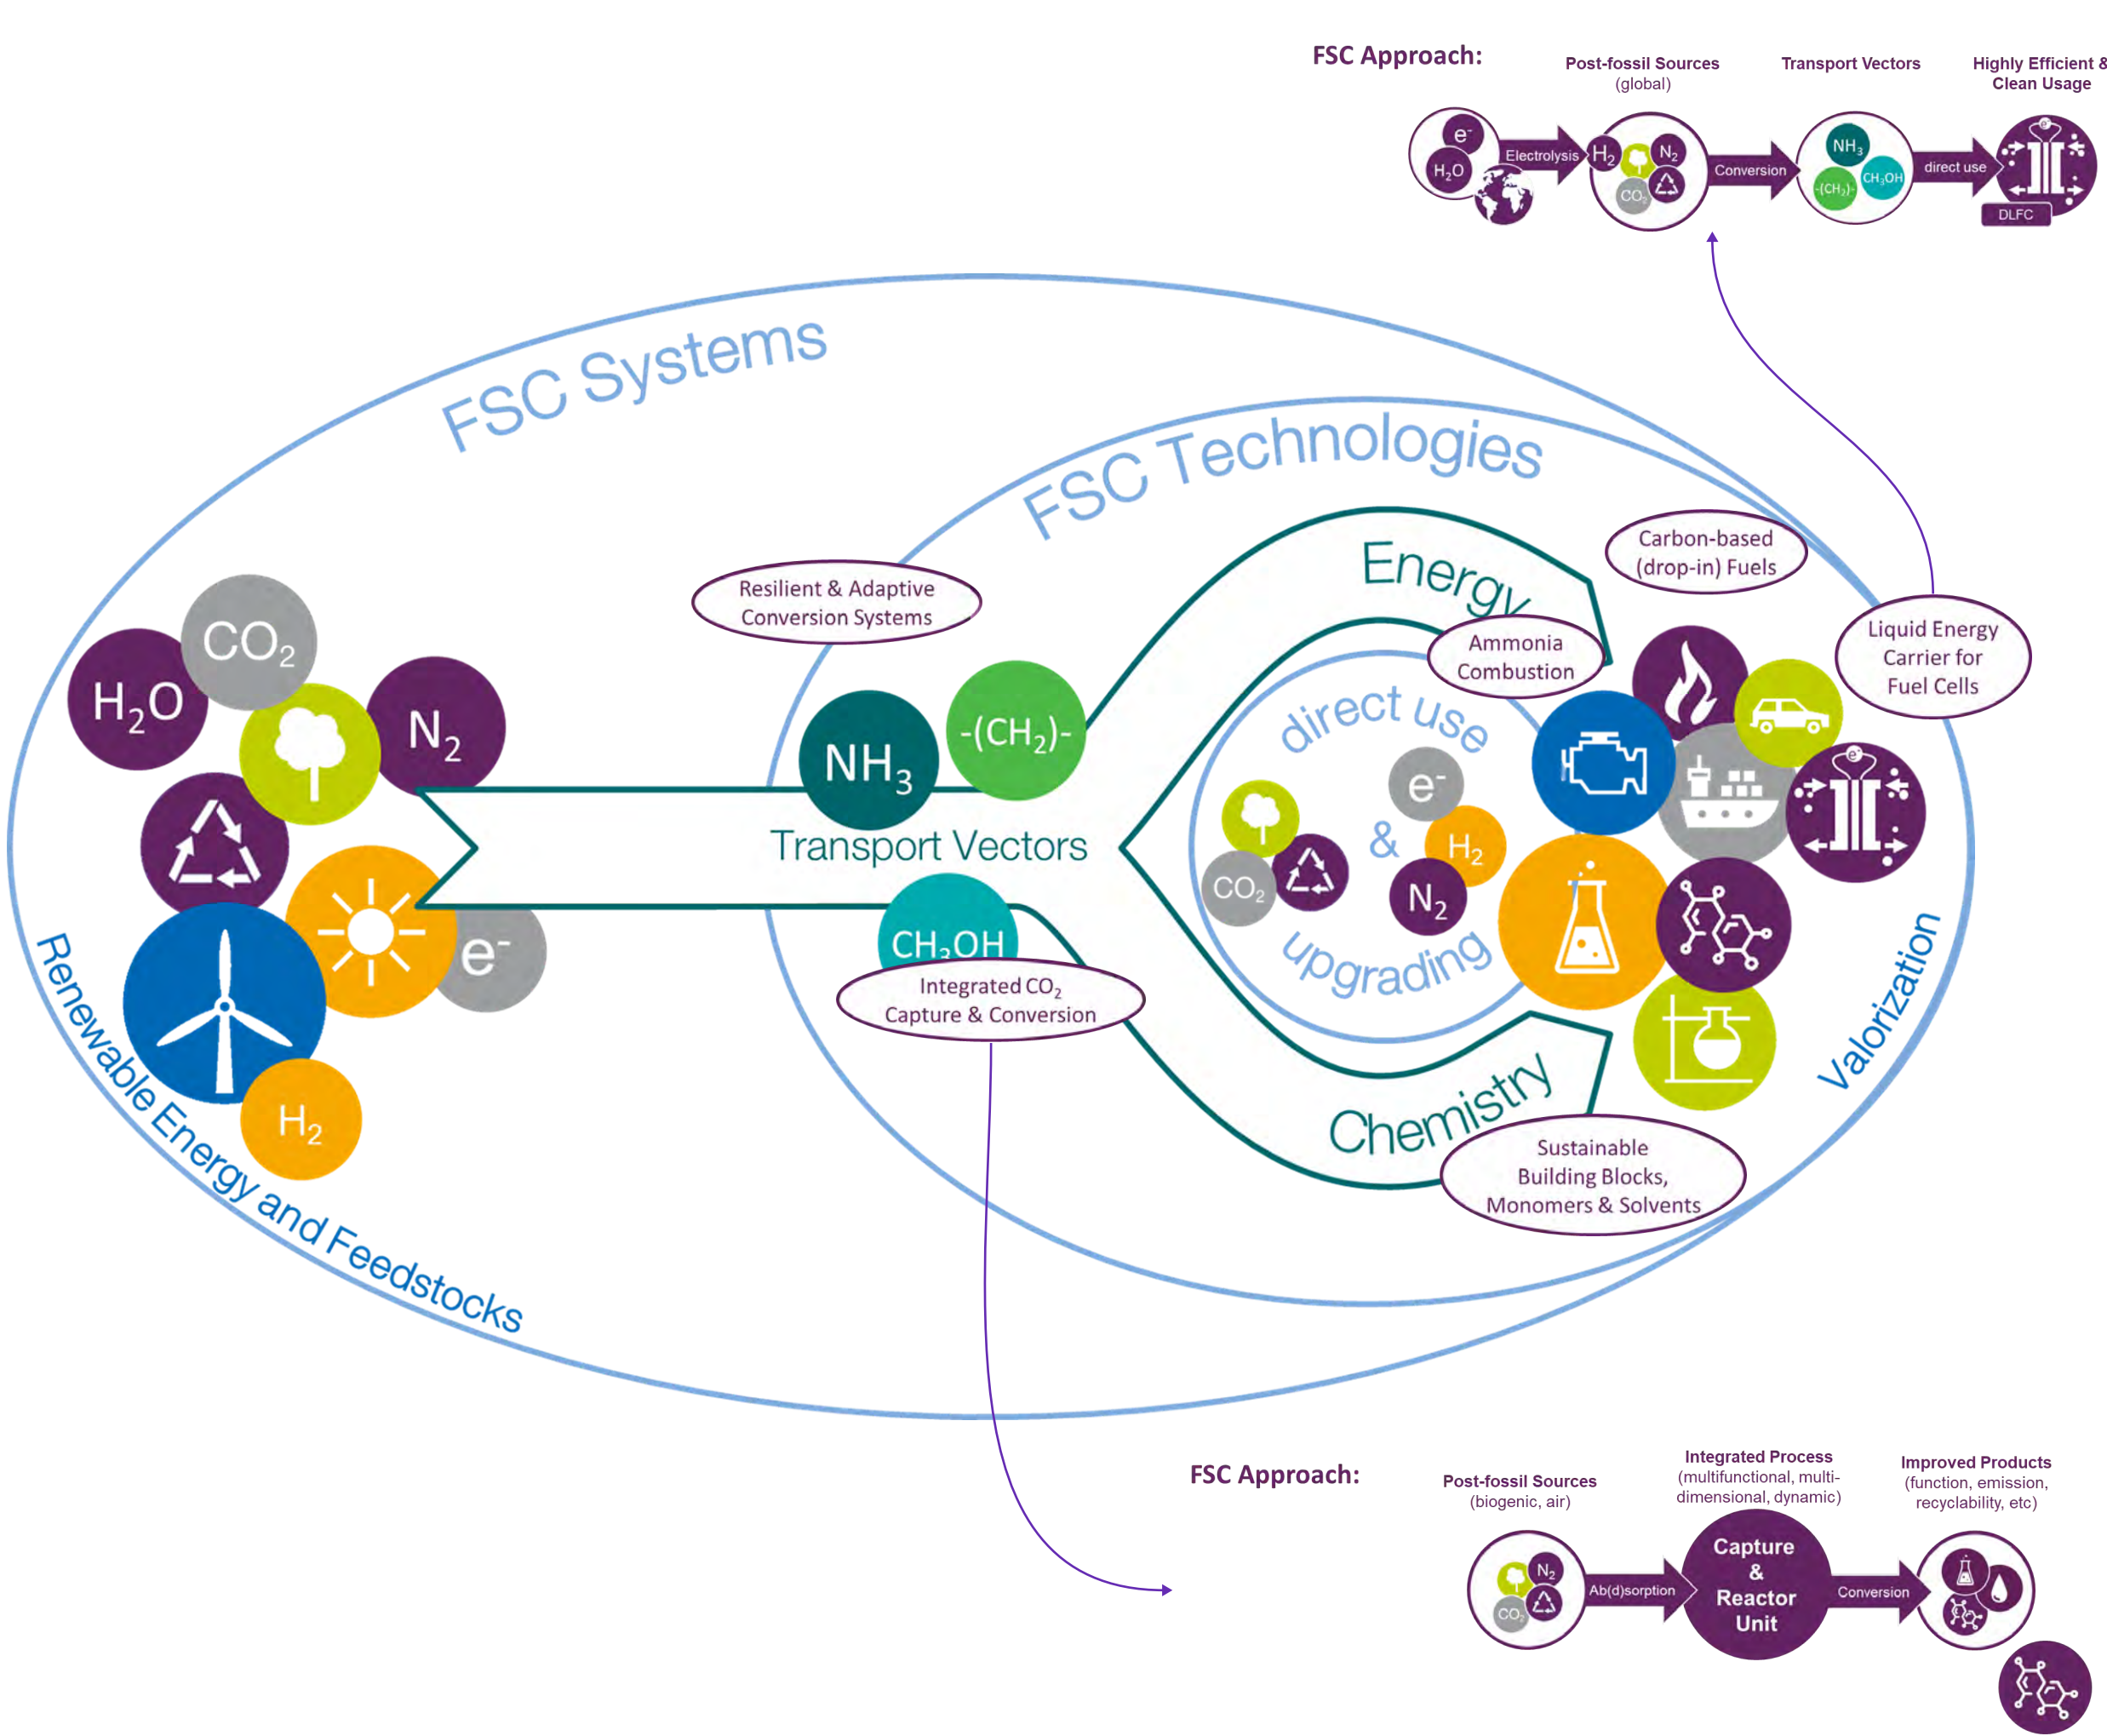 FSC Approach:
Post-fossil Sources
(global)
Transport Vectors
Highly Efficient &
Clean Usage
e⁻
H₂O
Electrolysis
H₂
N₂
CO₂
Conversion
NH₃
-(CH₂)-
CH₃OH
direct use
e⁻
DLFC
FSC Systems
FSC Technologies
Energy
Carbon-based
(drop-in) Fuels
Resilient & Adaptive
Conversion Systems
Ammonia
Combustion
Liquid Energy
Carrier for
Fuel Cells
H₂O
CO₂
N₂
e⁻
H₂
NH₃
-(CH₂)-
Transport Vectors
CH₃OH
Integrated CO₂
Capture & Conversion
direct use
&
upgrading
e⁻
H₂
N₂
CO₂
e⁻
Chemistry
Sustainable
Building Blocks,
Monomers & Solvents
Valorization
Renewable Energy and Feedstocks
FSC Approach:
Post-fossil Sources
(biogenic, air)
Integrated Process
(multifunctional, multi-
dimensional, dynamic)
Improved Products
(function, emission,
recyclability, etc)
N₂
CO₂
Ab(d)sorption
Capture
&
Reactor
Unit
Conversion